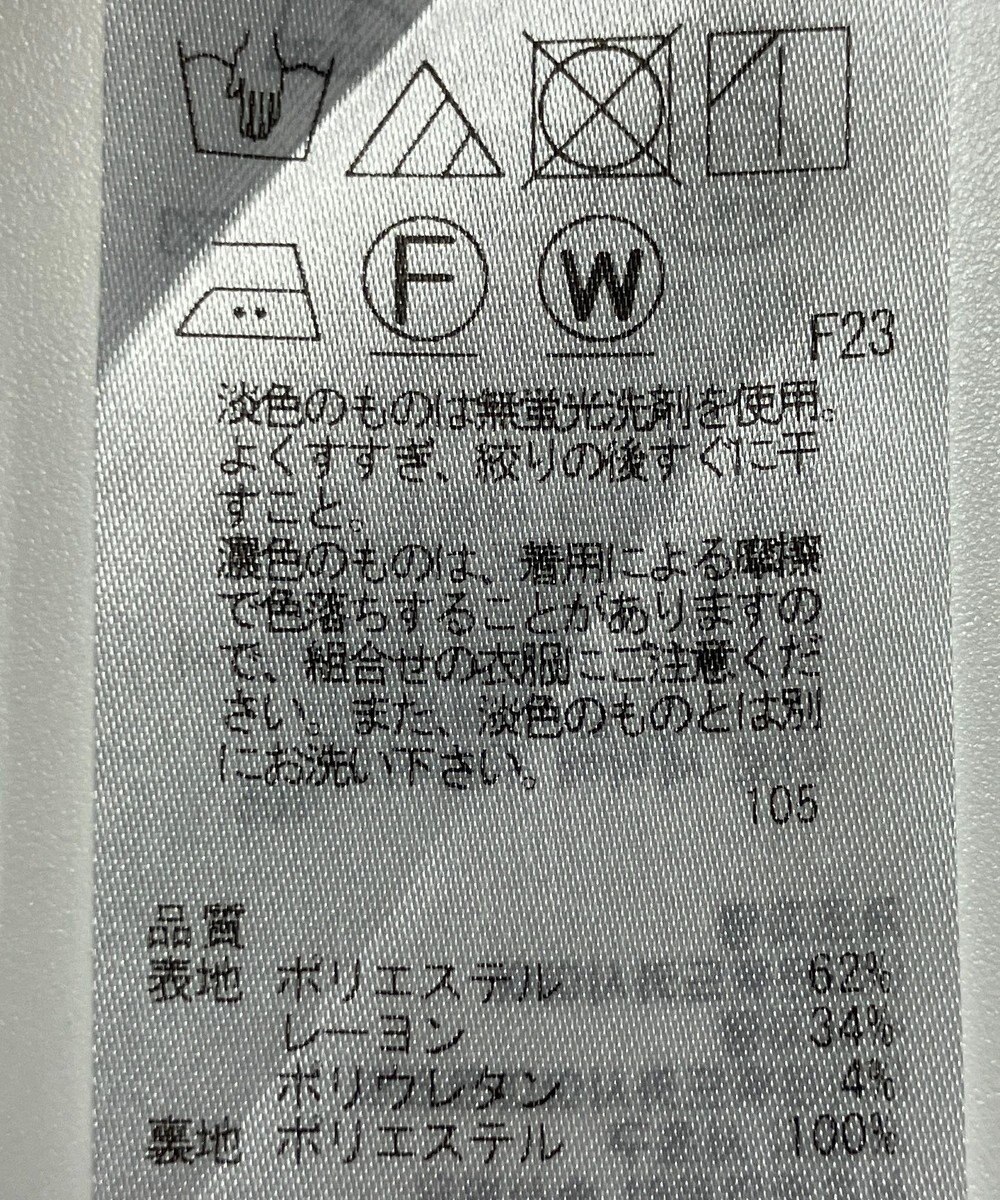 F
W
F23
淡色のものは無蛍光洗剤を使用。
よくすすぎ、絞りの後すぐに干
すこと。
濃色のものは、着用による摩擦
で色落ちすることがありますの
で、組合せの衣服にご注意くだ
さい。また、淡色のものとは別
にお洗い下さい。
105
品質
表地 ポリエステル 62%
レーヨン 34%
ポリウレタン 4%
裏地 ポリエステル 100%